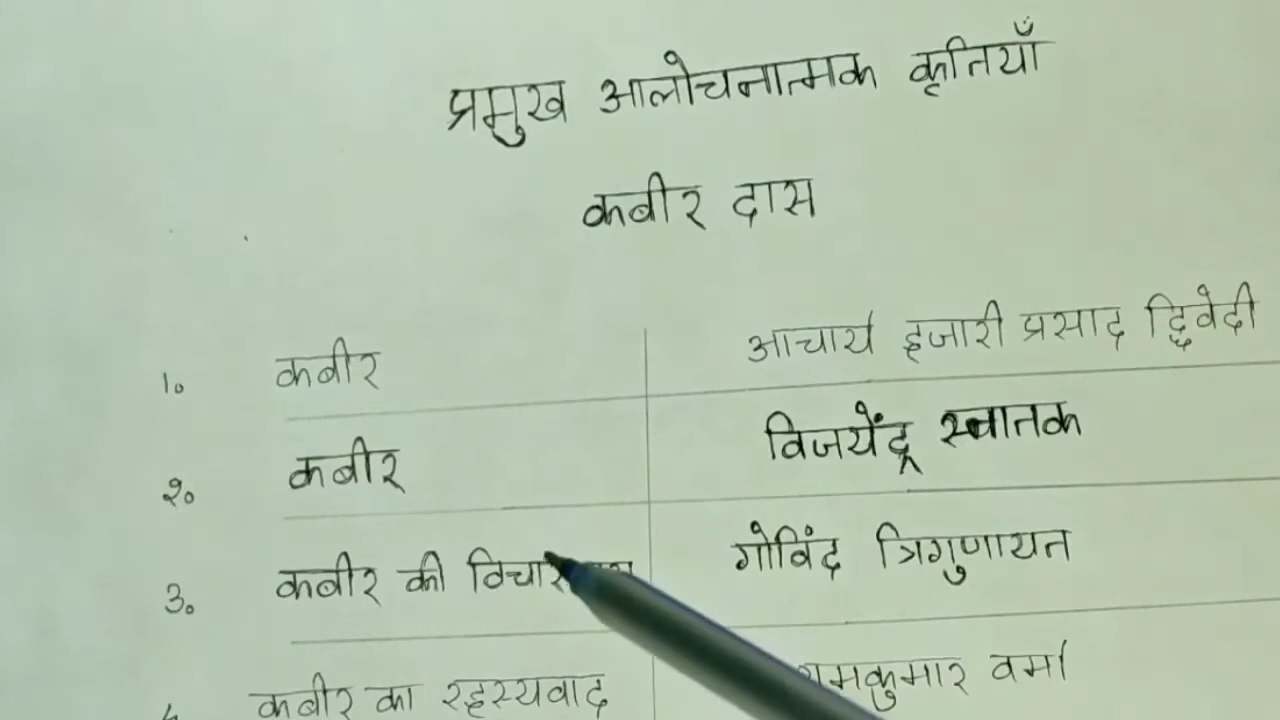 प्रमुख आलोचनात्मक कृतियाँ
कबीर दास
1. कबीर आचार्य हजारी प्रसाद द्विवेदी
२. कबीर विजयेंद्र स्नातक
3. कबीर की गोविंद त्रिगुणायत
कबीर का रहस्यवाद वर्मा